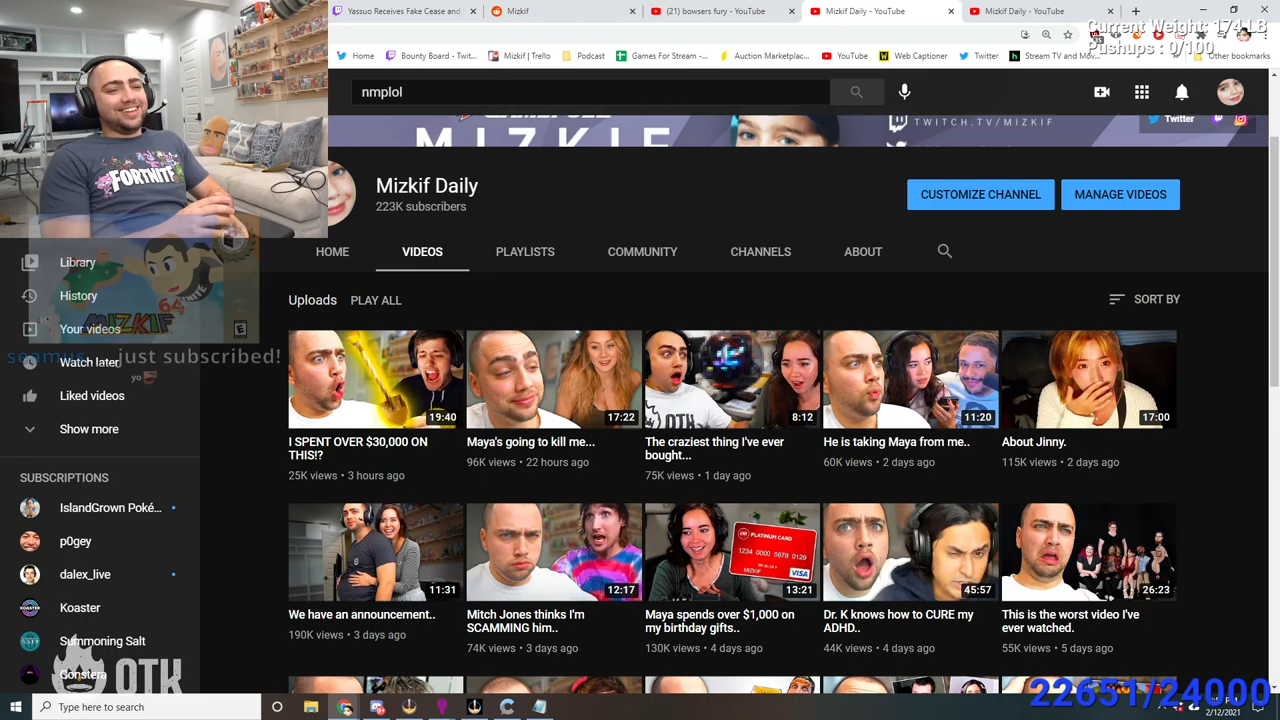 Yassuo Receives Fake Cease and
Mizkif
(21) bowsers fury - YouTube
Mizkif Daily - YouTube
Mizkif Daily - YouTube
Current Weight: 174 LB
Pushups : 0/100
Home
Bounty Board - Twit...
Mizkif | Trello
Podcast
Games For Stream -...
Auction Marketplac...
YouTube
Web Captioner
Twitter
Stream TV and Mov...
Other bookmarks
nmplol
MIZKIF
TWITCH.TV/MIZKIF
Twitter
FORTNITE
Mizkif Daily
223K subscribers
CUSTOMIZE CHANNEL
MANAGE VIDEOS
HOME
VIDEOS
PLAYLISTS
COMMUNITY
CHANNELS
ABOUT
Library
History
Your videos
Watch later
Liked videos
Show more
MIZKIF
64
E
seamus just subscribed!
yo
SUBSCRIPTIONS
IslandGrown Poké...
p0gey
dalex_live
Koaster
Summoning Salt
Constera
OTK
Uploads
PLAY ALL
SORT BY
19:40
17:22
OTK
8:12
11:20
17:00
I SPENT OVER $30,000 ON
THIS!?
25K views • 3 hours ago
Maya's going to kill me...
96K views • 22 hours ago
The craziest thing I've ever
bought...
75K views • 1 day ago
He is taking Maya from me..
60K views • 2 days ago
About Jinny.
115K views • 2 days ago
11:31
12:17
PLATINUM CARD
1234 0000 5678 0129
MIZKIF
VISA
13:21
45:57
26:23
We have an announcement..
190K views • 3 days ago
Mitch Jones thinks I'm
SCAMMING him..
74K views • 3 days ago
Maya spends over $1,000 on
my birthday gifts..
130K views • 4 days ago
Dr. K knows how to CURE my
ADHD..
44K views • 4 days ago
This is the worst video I've
ever watched.
55K views • 5 days ago
22651/24000
Type here to search
2/12/2021